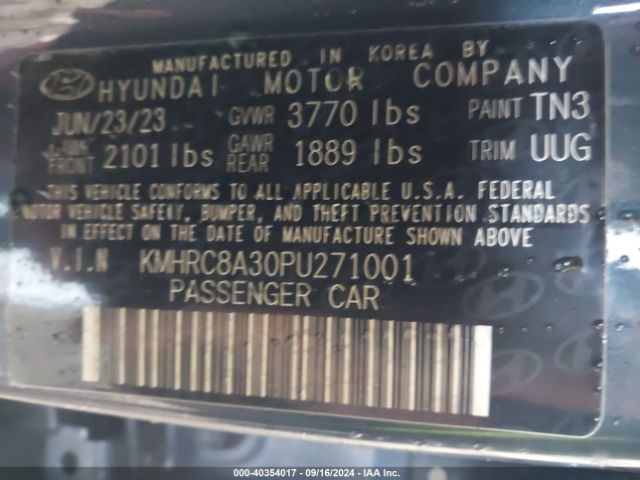 MANUFACTURED IN KOREA BY
HYUNDAI MOTOR COMPANY
JUN/23/23 GVWR 3770 lbs PAINT TN3
FRONT 2101 lbs GAWR REAR 1889 lbs TRIM UUG
THIS VEHICLE CONFORMS TO ALL APPLICABLE U.S.A. FEDERAL
MOTOR VEHICLE SAFETY, BUMPER, AND THEFT PREVENTION STANDARDS
IN EFFECT ON THE DATE OF MANUFACTURE SHOWN ABOVE
V.I.N KMHRC8A30PU271001
PASSENGER CAR
000-40354017 - 09/16/2024 - IAA Inc.